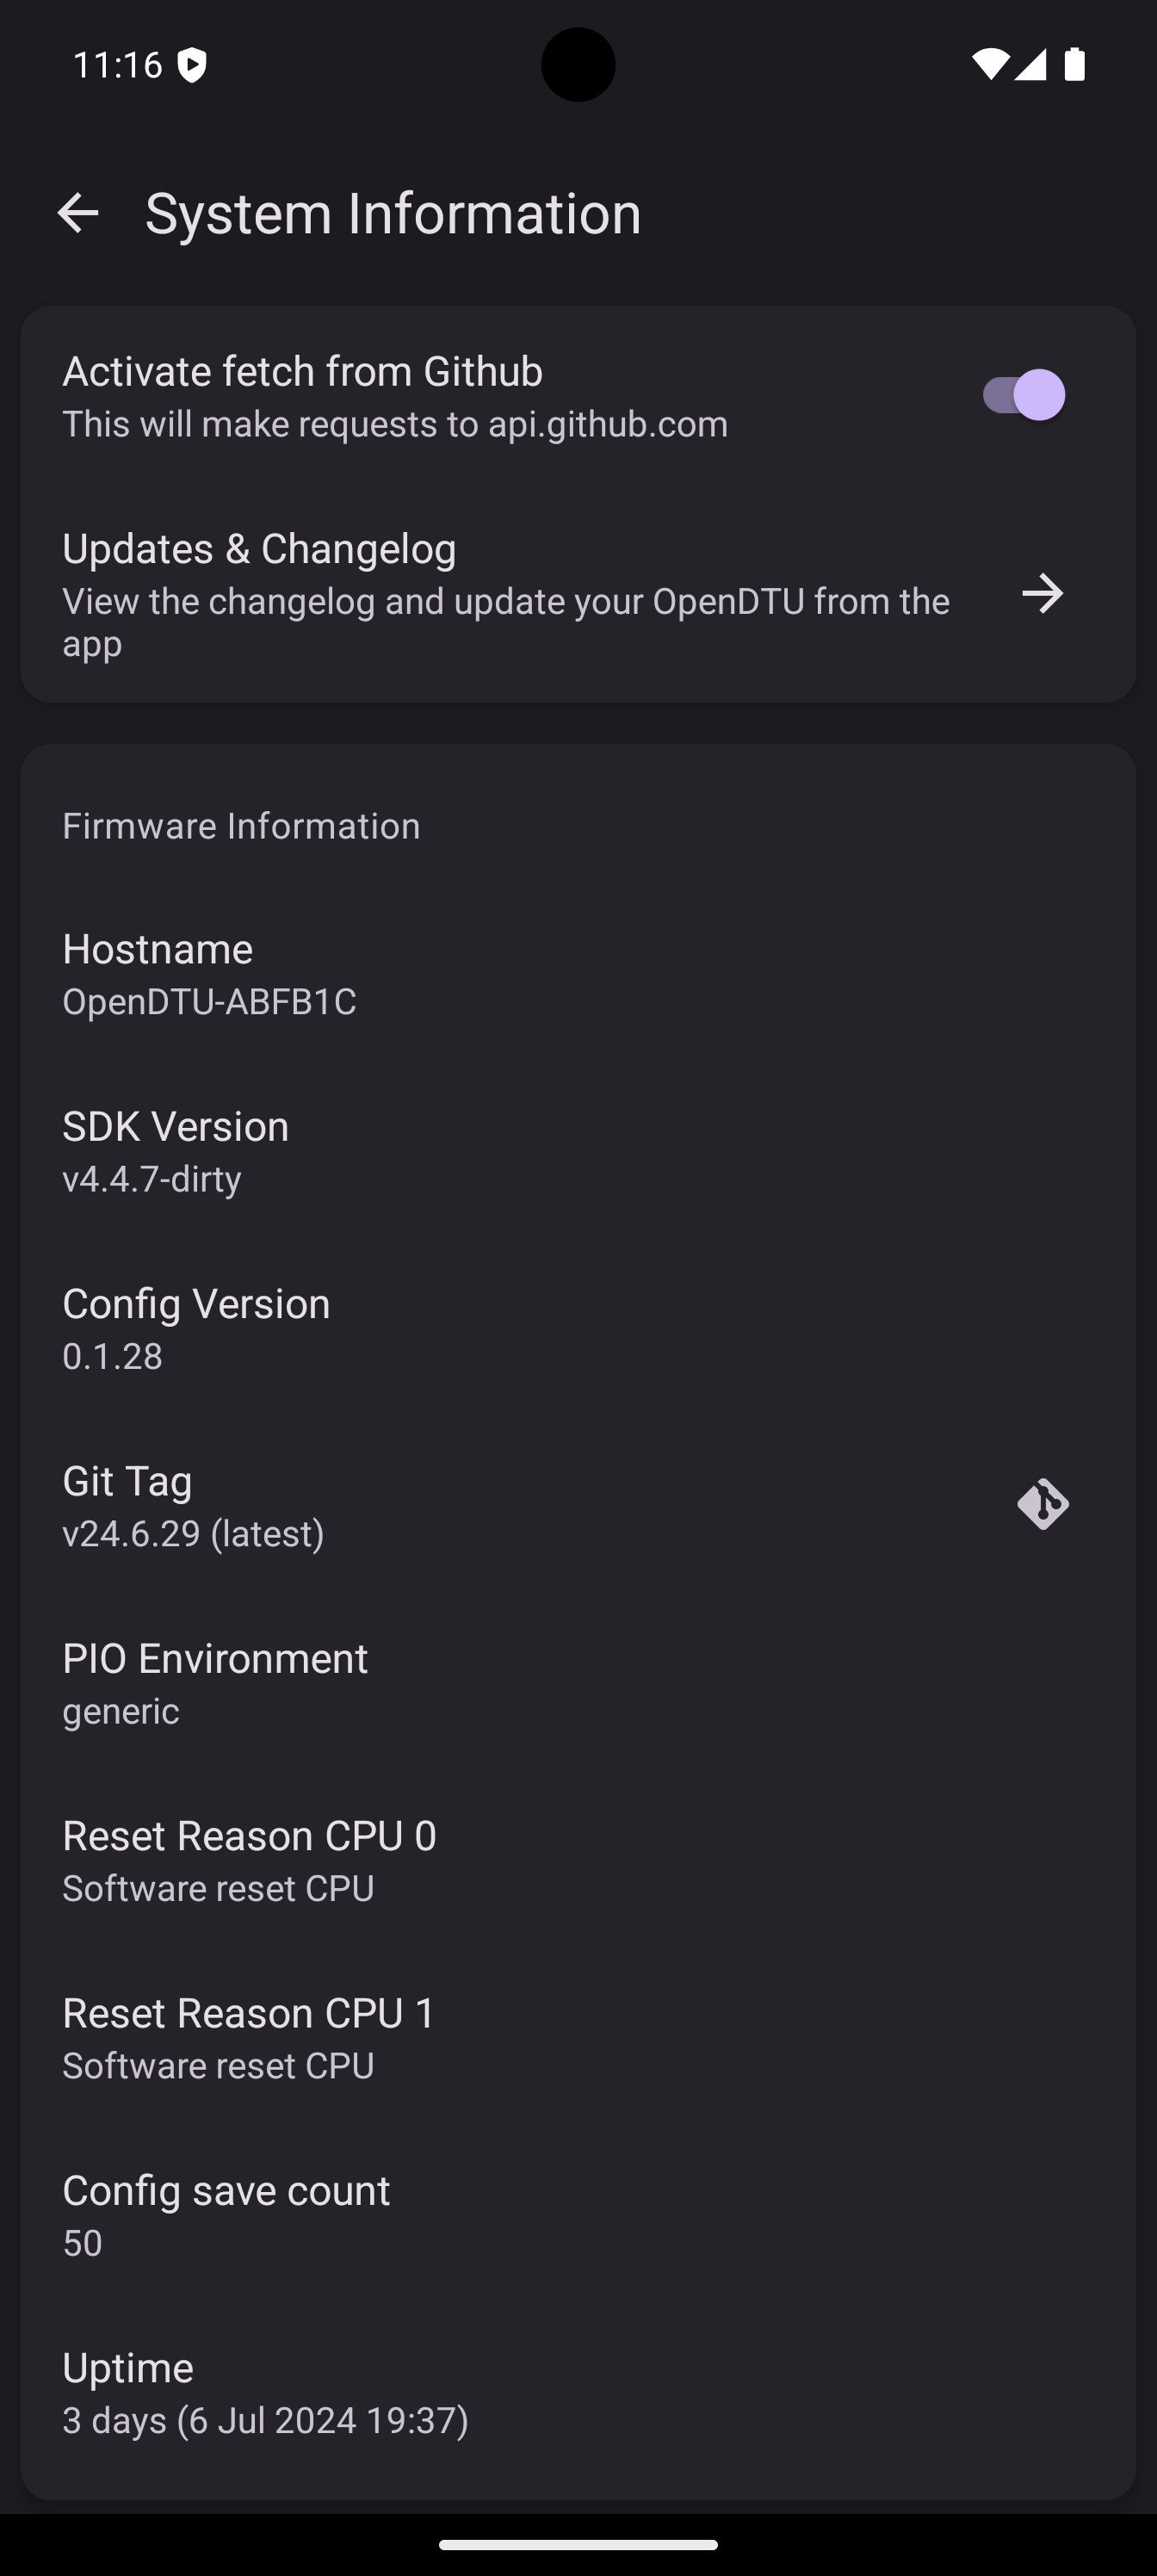 11:16
System Information
Activate fetch from Github
This will make requests to api.github.com
Updates & Changelog
View the changelog and update your OpenDTU from the
app
Firmware Information
Hostname
OpenDTU-ABFB1C
SDK Version
v4.4.7-dirty
Config Version
0.1.28
Git Tag
v24.6.29 (latest)
PIO Environment
generic
Reset Reason CPU 0
Software reset CPU
Reset Reason CPU 1
Software reset CPU
Config save count
50
Uptime
3 days (6 Jul 2024 19:37)